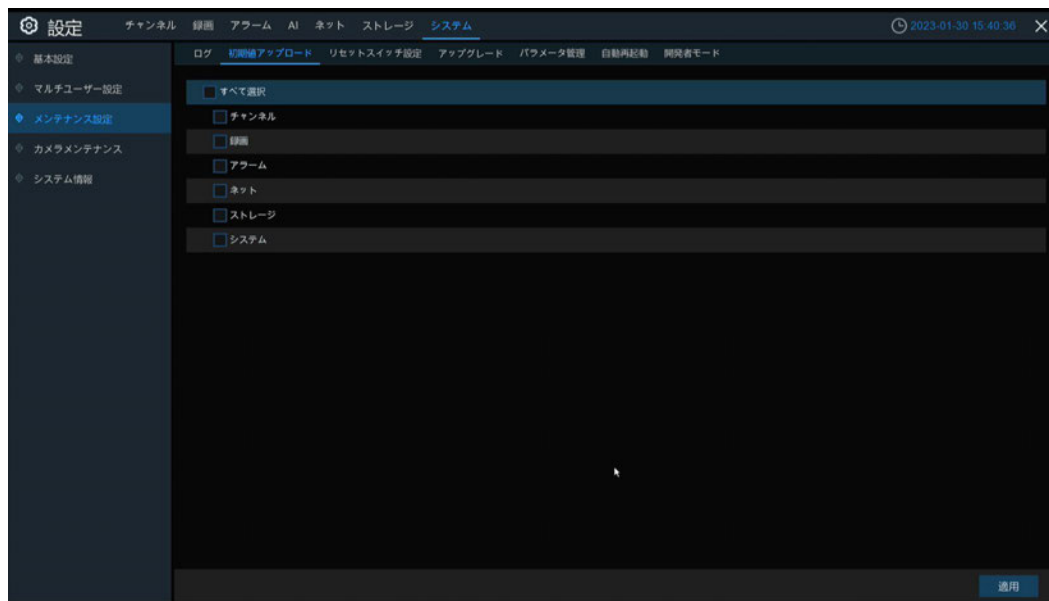 設定 チャンネル 録画 アラーム AI ネット ストレージ システム 2023-01-30 15:40:36
ログ 初期値アップロード リセットスイッチ設定 アップグレード パラメータ管理 自動再起動 開発者モード
基本設定
マルチユーザー設定
メンテナンス設定
カメラメンテナンス
システム情報
すべて選択
チャンネル
録画
アラーム
ネット
ストレージ
システム
適用